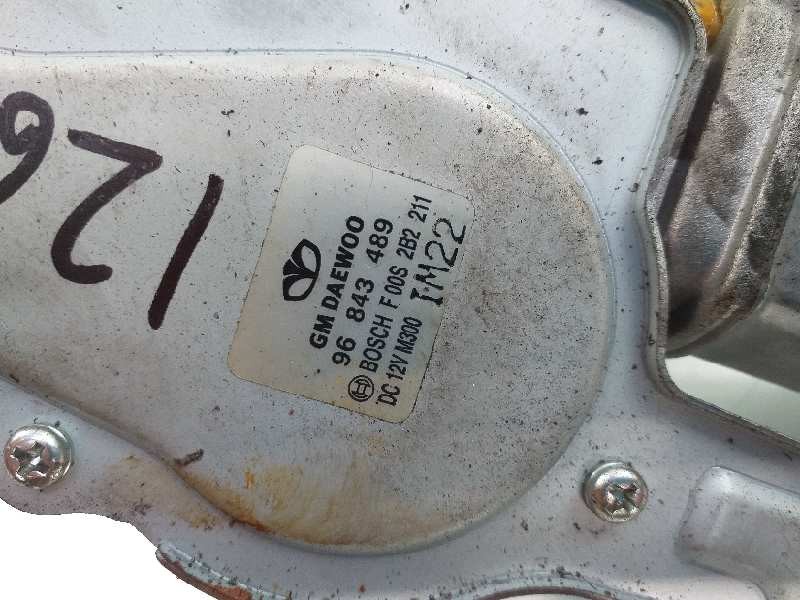 GM DAEWOO
96 843 489
BOSCH F 00S 2B2 211
DC 12V M300 IM22
126